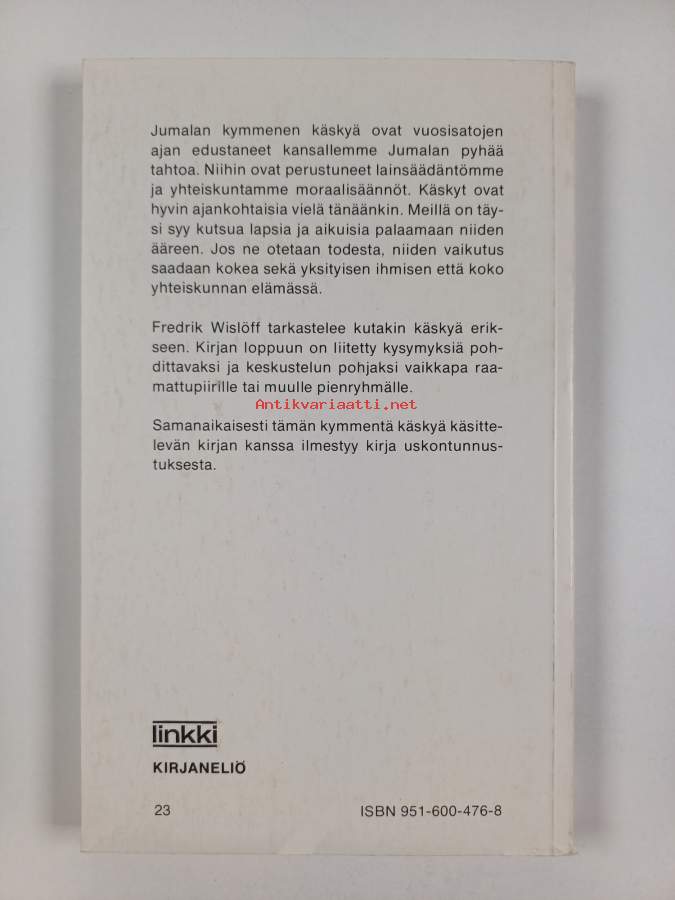 Jumalan kymmenen käskyä ovat vuosisatojen
ajan edustaneet kansallemme Jumalan pyhää
tahtoa. Niihin ovat perustuneet lainsäädäntömme
ja yhteiskuntamme moraalisäännöt. Käskyt ovat
hyvin ajankohtaisia vielä tänäänkin. Meillä on täy-
si syy kutsua lapsia ja aikuisia palaamaan niiden
ääreen. Jos ne otetaan todesta, niiden vaikutus
saadaan kokea sekä yksityisen ihmisen että koko
yhteiskunnan elämässä.
Fredrik Wislöff tarkastelee kutakin käskyä erik-
seen. Kirjan loppuun on liitetty kysymyksiä poh-
dittavaksi ja keskustelun pohjaksi vaikkapa raa-
mattupiirille tai muulle pienryhmälle.
Antikvariaatti.net
Samanaikaisesti tämän kymmentä käskyä käsitte-
levän kirjan kanssa ilmestyy kirja uskontunnus-
tuksesta.
linkki
KIRJANELIÖ
23 ISBN 951-600-476-8